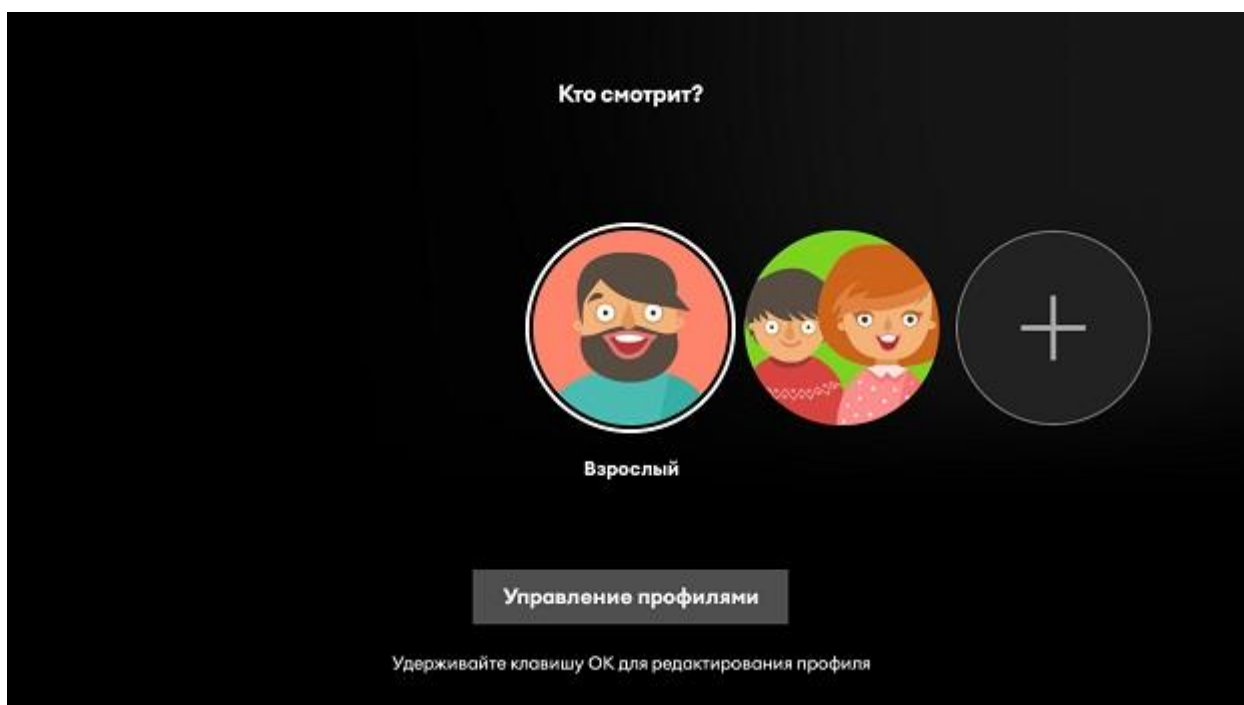 Кто смотрит?
Взрослый
Управление профилями
Удерживайте клавишу ОК для редактирования профиля